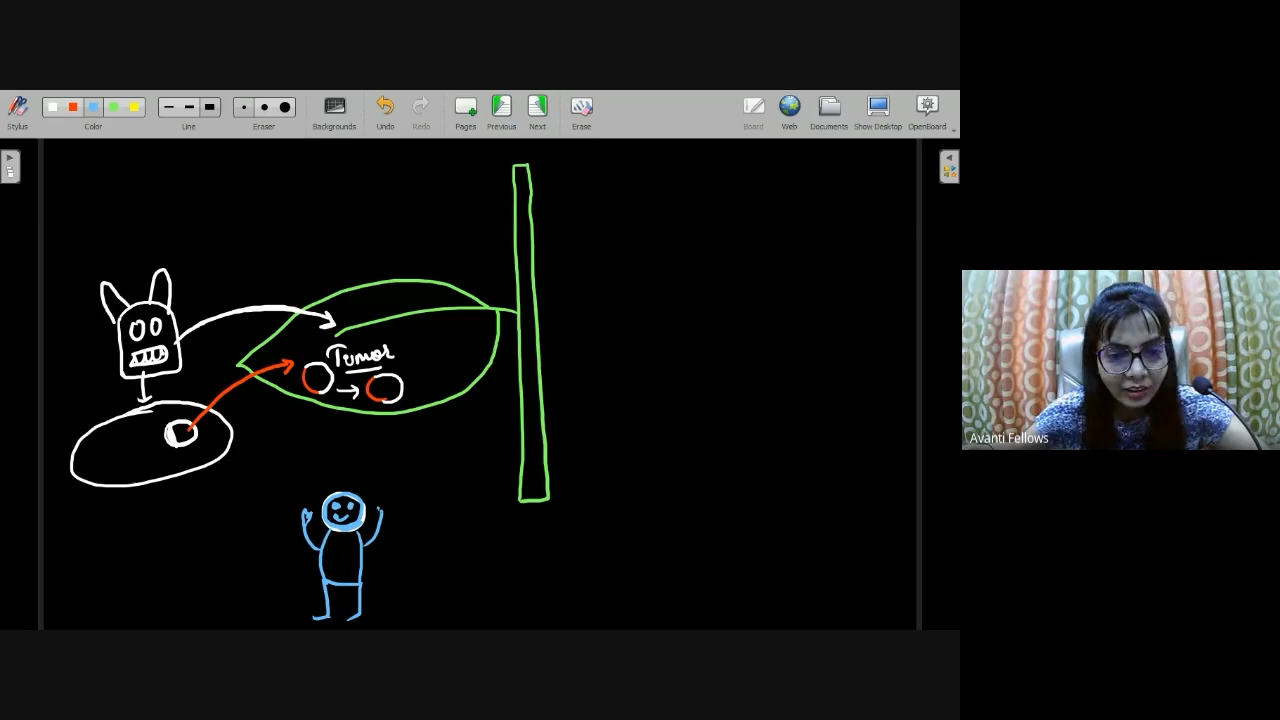 Stylus
Color
Line
Eraser
Backgrounds
Undo
Redo
Pages
Previous
Next
Erase
Board
Web
Documents
Show Desktop
OpenBoard
Tumor
Avanti Fellows